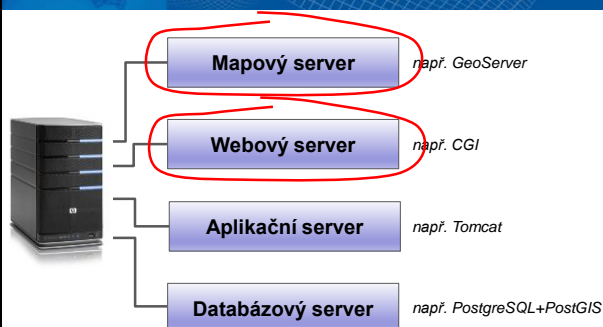 Mapový server
např. GeoServer
Webový server
např. CGI
Aplikační server
např. Tomcat
Databázový server
např. PostgreSQL+PostGIS